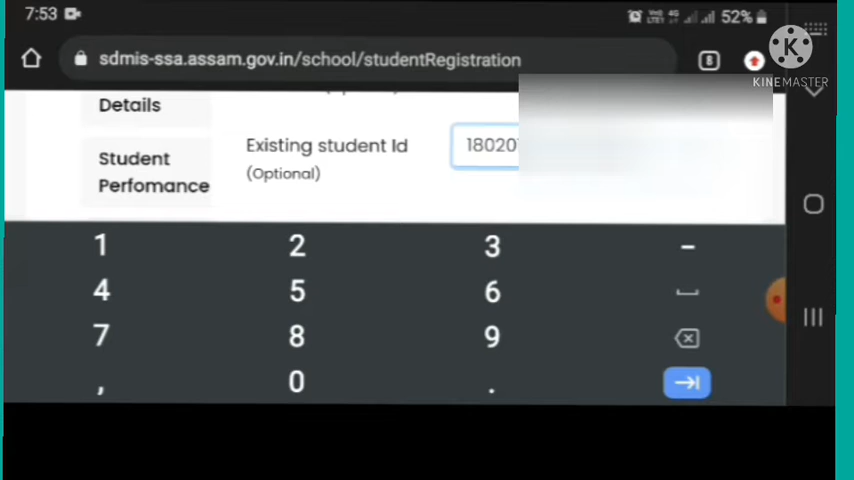 7:53
52%
sdmis-ssa.assam.gov.in/school/studentRegistration
8
K
KINEMASTER
Details
Existing student Id
18020
(Optional)
Student
Perfomance
1 2 3 -
4 5 6
7 8 9
, 0 .